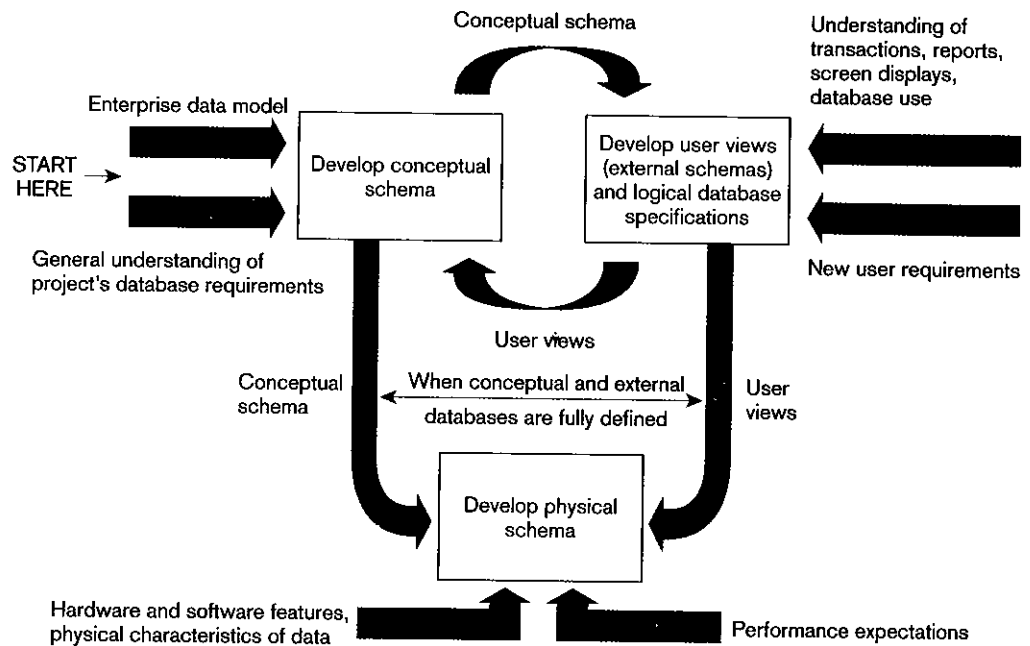 Conceptual schema
Understanding of
transactions, reports,
screen displays,
database use
Enterprise data model
START
HERE
Develop conceptual
schema
Develop user views
(external schemas)
and logical database
specifications
General understanding of
project's database requirements
New user requirements
User views
Conceptual
schema
When conceptual and external
databases are fully defined
User
views
Develop physical
schema
Hardware and software features,
physical characteristics of data
Performance expectations